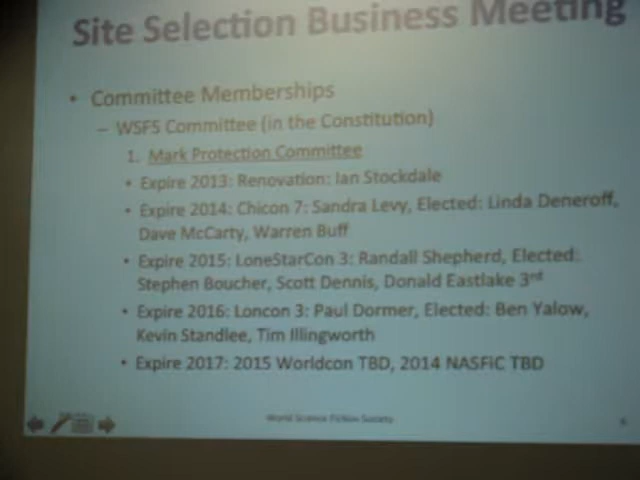 Site Selection Business Meeting
• Committee Memberships
– WSFS Committee (in the Constitution)
1. Mark Protection Committee
• Expire 2013: Renovation: Ian Stockdale
• Expire 2014: Chicon 7: Sandra Levy, Elected: Linda Deneroff,
Dave McCarty, Warren Buff
• Expire 2015: LoneStarCon 3: Randall Shepherd, Elected:
Stephen Boucher, Scott Dennis, Donald Eastlake 3rd
• Expire 2016: Loncon 3: Paul Dormer, Elected: Ben Yalow,
Kevin Standlee, Tim Illingworth
• Expire 2017: 2015 Worldcon TBD, 2014 NASFiC TBD
World Science Fiction Society